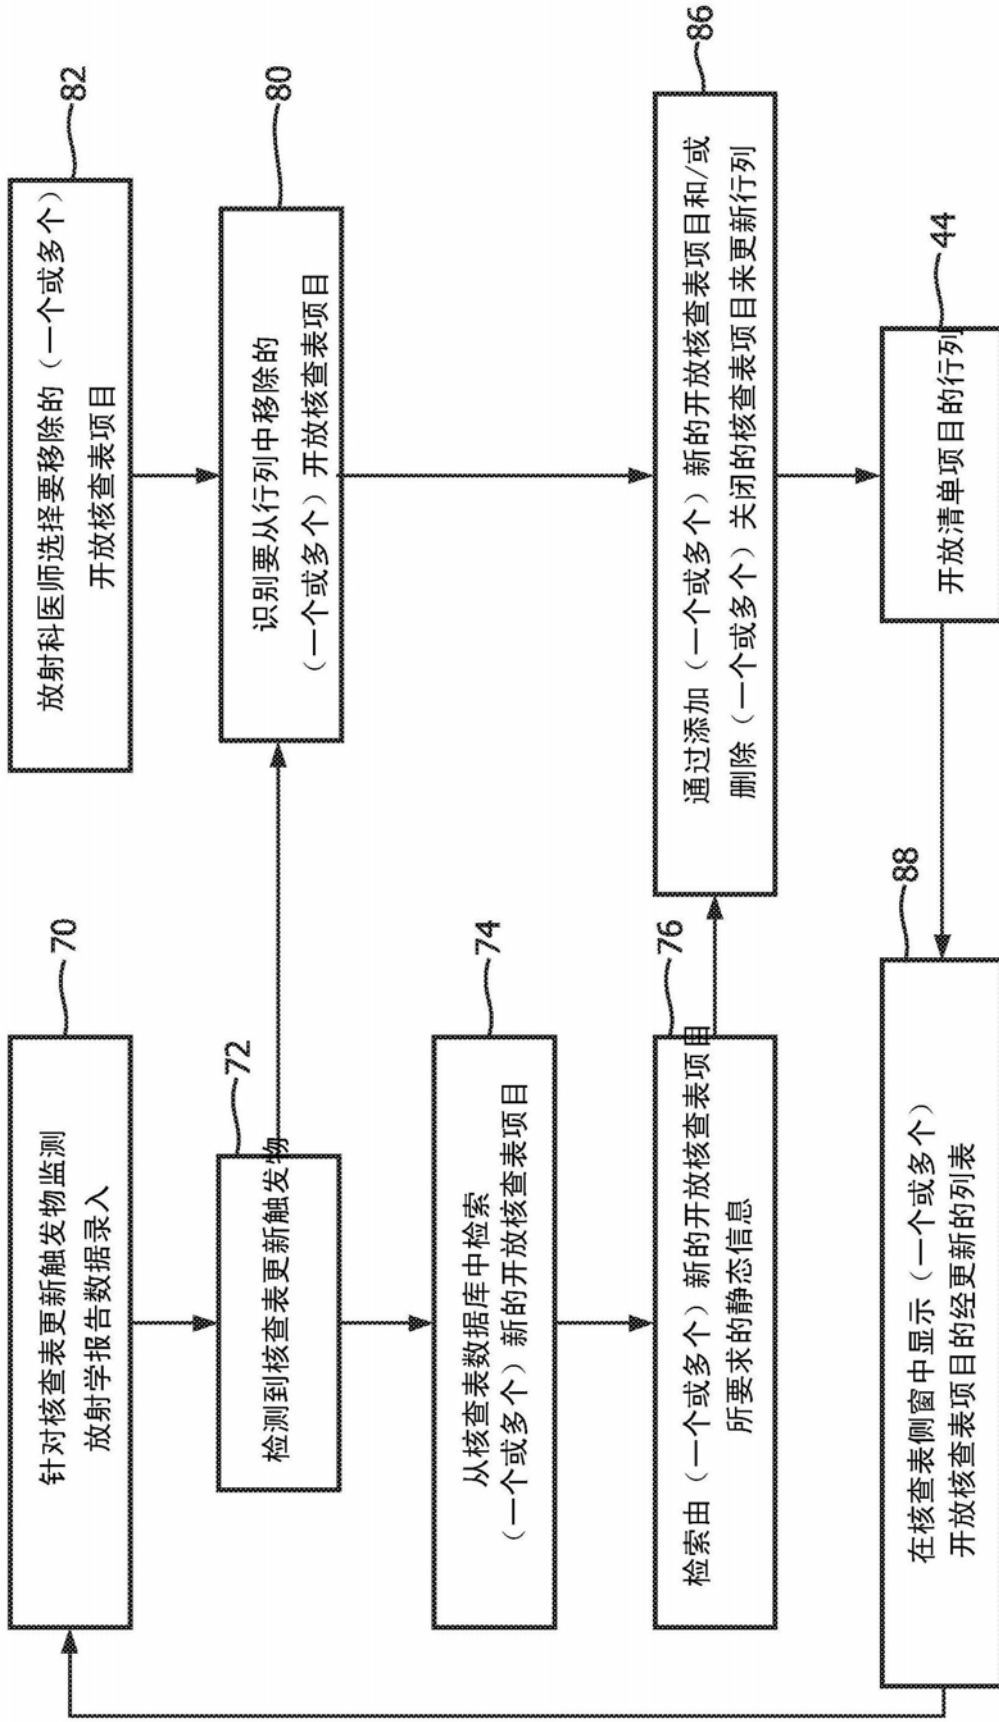 70
针对核查表更新触发物监测
放射学报告数据录入
82
放射科医师选择要移除的（一个或多个）
开放核查表项目
72
检测到核查表更新触发物
80
识别要从行列中移除的
（一个或多个）开放核查表项目
74
从核查表数据库中检索
（一个或多个）新的开放核查表项目
76
检索由（一个或多个）新的开放核查表项目
所要求的静态信息
86
通过添加（一个或多个）新的开放核查表项目和/或
删除（一个或多个）关闭的核查表项目来更新行列
88
在核查表侧窗中显示（一个或多个）
开放核查表项目的经更新的列表
44
开放清单项目的行列